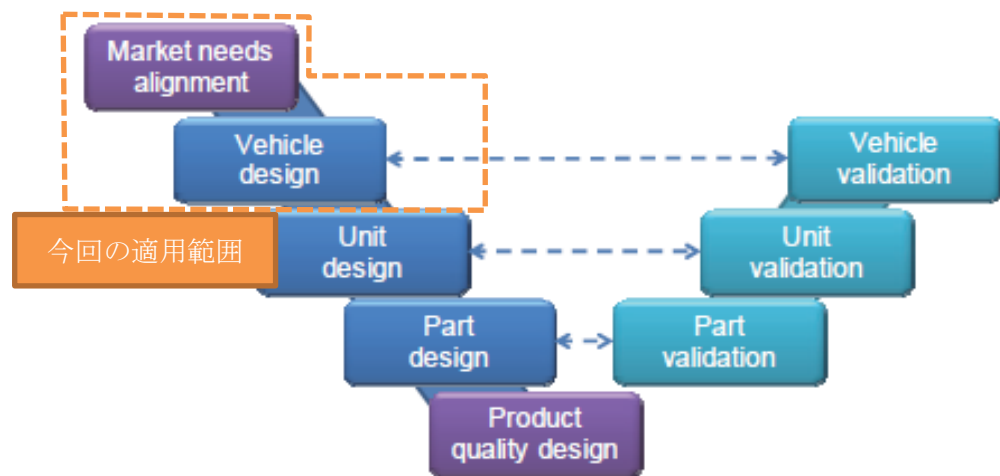 Market needs
alignment
Vehicle
design
Vehicle
validation
今回の適用範囲
Unit
design
Unit
validation
Part
design
Part
validation
Product
quality design